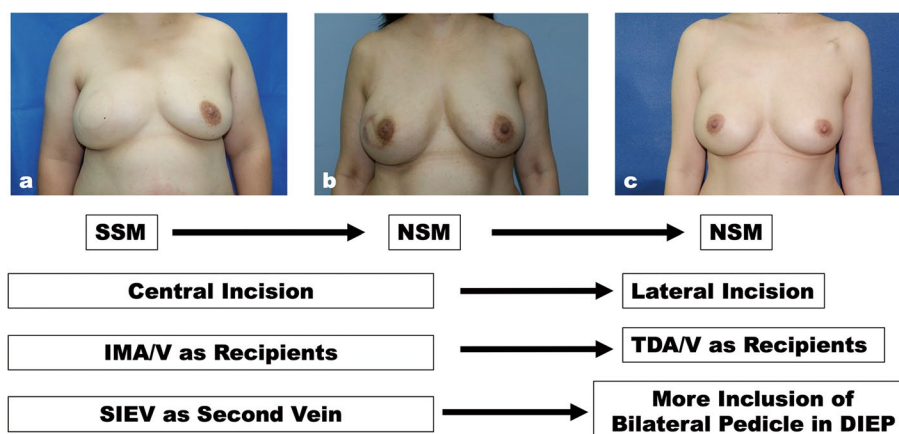 a
b
c
SSM
NSM
NSM
Central Incision
Lateral Incision
IMA/V as Recipients
TDA/V as Recipients
SIEV as Second Vein
More Inclusion of
Bilateral Pedicle in DIEP